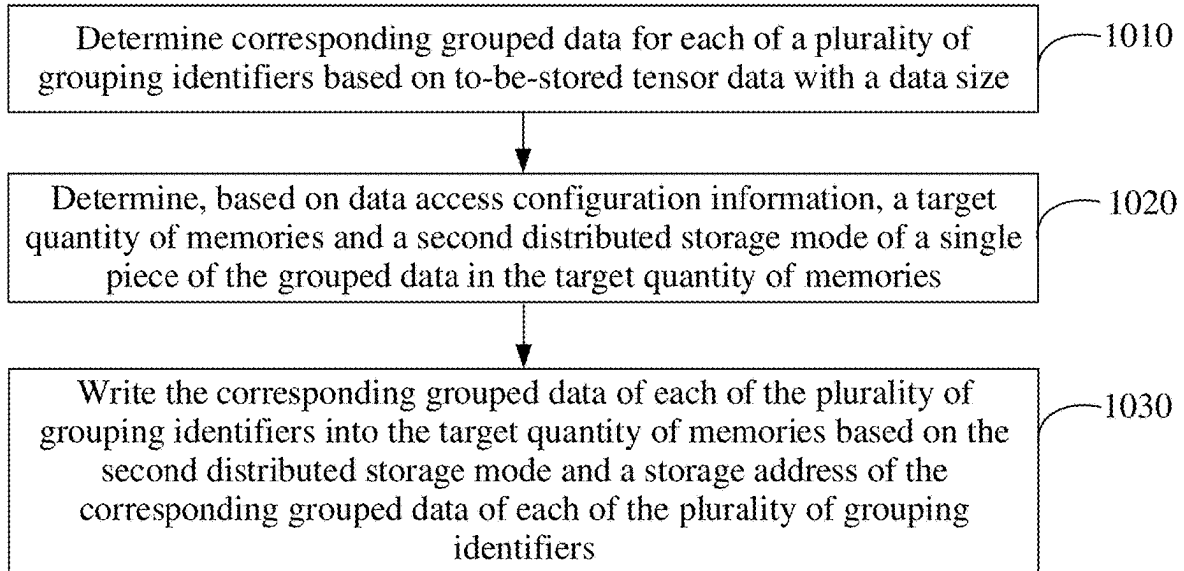 Determine corresponding grouped data for each of a plurality of
grouping identifiers based on to-be-stored tensor data with a data size
1010
Determine, based on data access configuration information, a target
quantity of memories and a second distributed storage mode of a single
piece of the grouped data in the target quantity of memories
1020
Write the corresponding grouped data of each of the plurality of
grouping identifiers into the target quantity of memories based on the
second distributed storage mode and a storage address of the
corresponding grouped data of each of the plurality of grouping
identifiers
1030